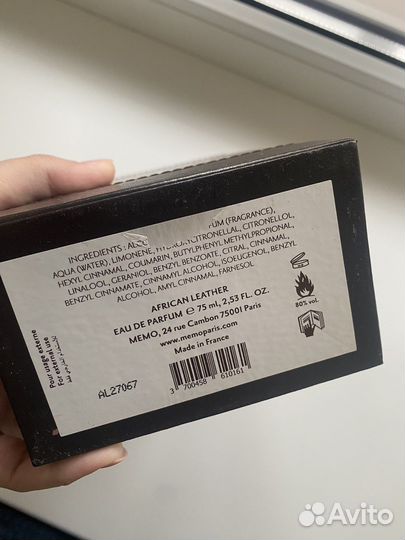 INGREDIENTS: ALCO UM (FRAGRANCE),
AQUA (WATER), LIMONENE, HYDROXYCITRONELLAL, CITRONELLOL,
HEXYL CINNAMAL, COUMARIN, BUTYLPHENYL METHYLPROPIONAL,
LINALOOL, GERANIOL, BENZYL BENZOATE, CITRAL, CINNAMAL,
BENZYL CINNAMATE, CINNAMYL ALCOHOL, ISOEUGENOL, BENZYL
ALCOHOL, AMYL CINNAMAL, FARNESOL
AFRICAN LEATHER
EAU DE PARFUM e 75 ml, 2,53 FL. OZ.
MEMO, 24 rue Cambon 75001 Paris
www.memoparis.com
Made in France
80% vol.
Pour usage externe
For external use
AL27067
3 700458 610161
Avito